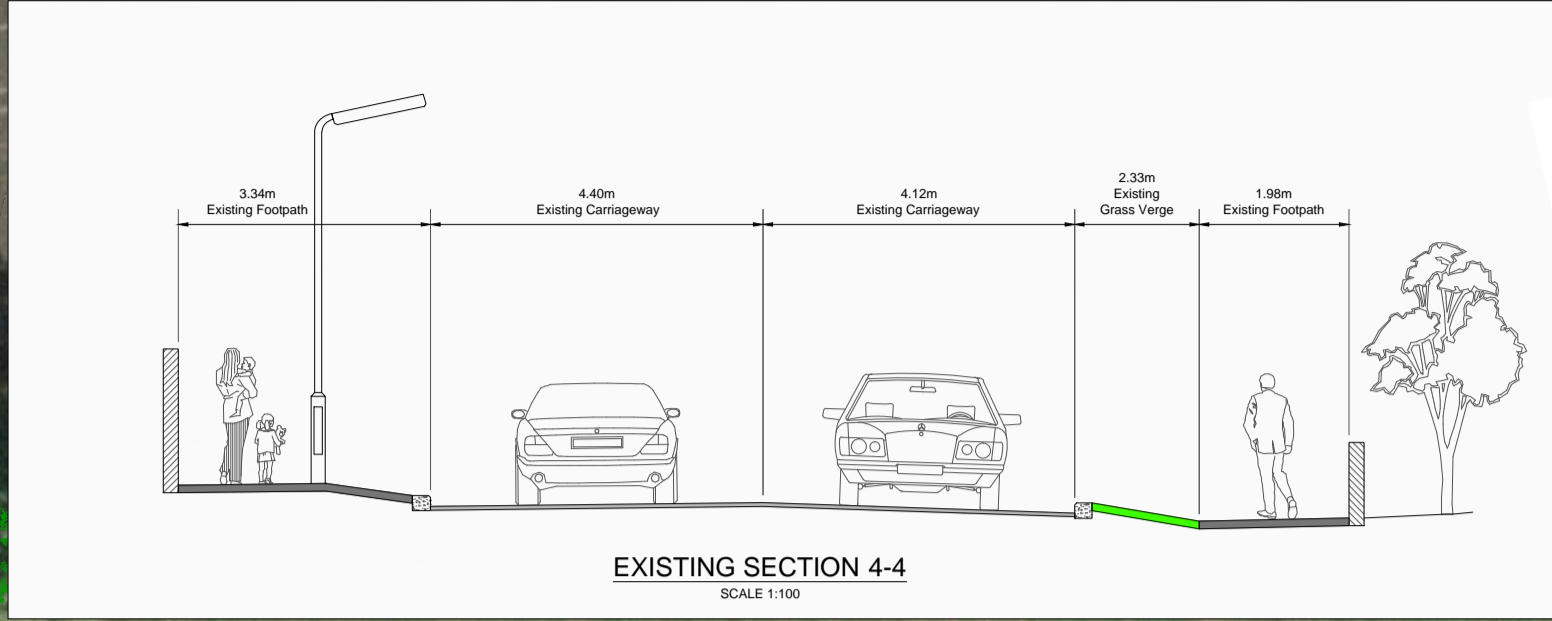 3.34m
Existing Footpath
4.40m
Existing Carriageway
4.12m
Existing Carriageway
2.33m
Existing
Grass Verge
1.98m
Existing Footpath
EXISTING SECTION 4-4
SCALE 1:100